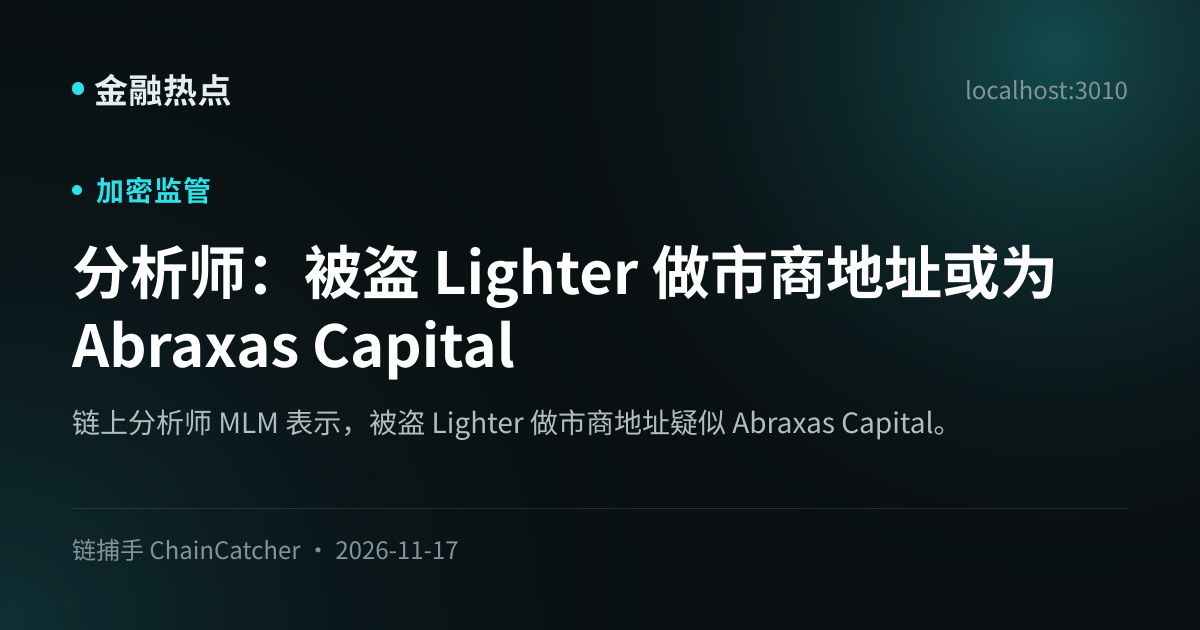 金融热点
localhost:3010
加密监管
分析师：被盗 Lighter 做市商地址或为
Abraxas Capital
链上分析师 MLM 表示，被盗 Lighter 做市商地址疑似 Abraxas Capital。
链捕手 ChainCatcher · 2026-11-17